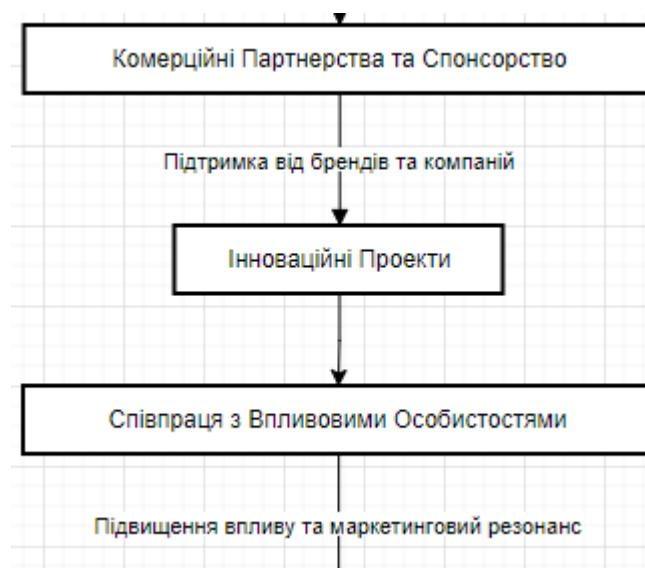 Комерційні Партнерства та Спонсорство
Підтримка від брендів та компаній
Інноваційні Проекти
Співпраця з Впливовими Особистостями
Підвищення впливу та маркетинговий резонанс